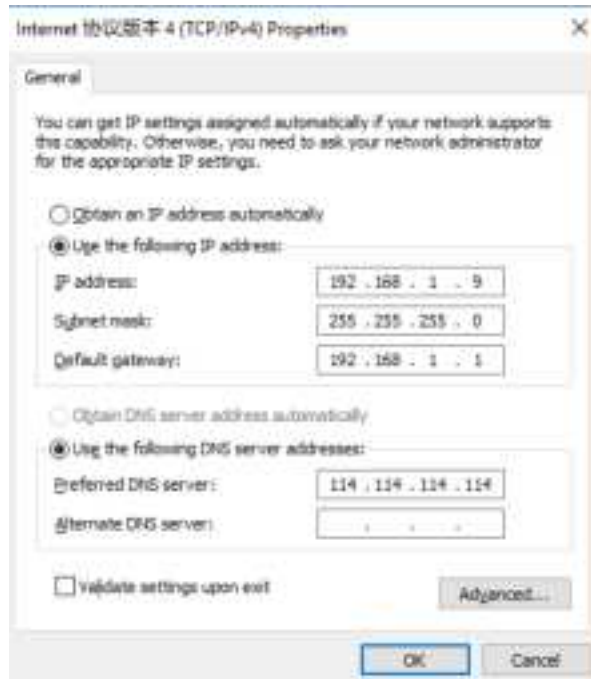 Internet 协议版本 4 (TCP/IPv4) Properties
General
You can get IP settings assigned automatically if your network supports
this capability. Otherwise, you need to ask your network administrator
for the appropriate IP settings.
Obtain an IP address automatically
Use the following IP address:
IP address: 192 . 168 . 1 . 9
Subnet mask: 255 . 255 . 255 . 0
Default gateway: 192 . 168 . 1 . 1
Obtain DNS server address automatically
Use the following DNS server addresses:
Preferred DNS server: 114 . 114 . 114 . 114
Alternate DNS server: . . .
Validate settings upon exit
Advanced...
OK Cancel